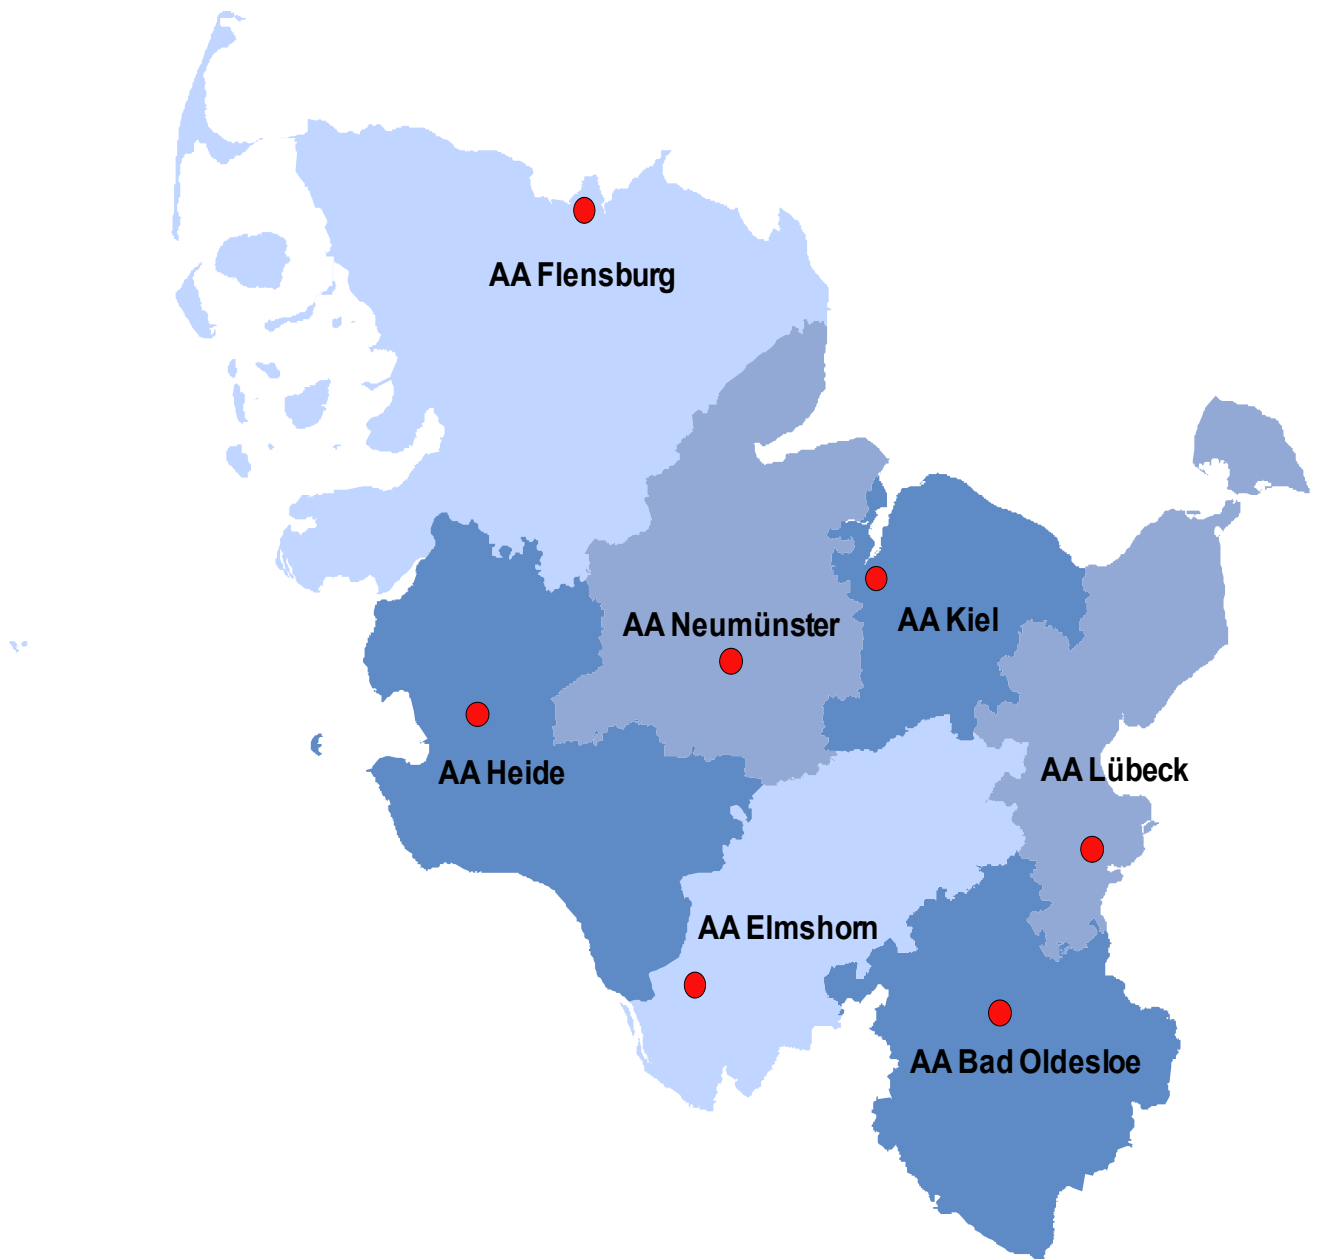 AA Flensburg
AA Neumünster
AA Kiel
AA Heide
AA Lübeck
AA Elmshorn
AA Bad Oldesloe